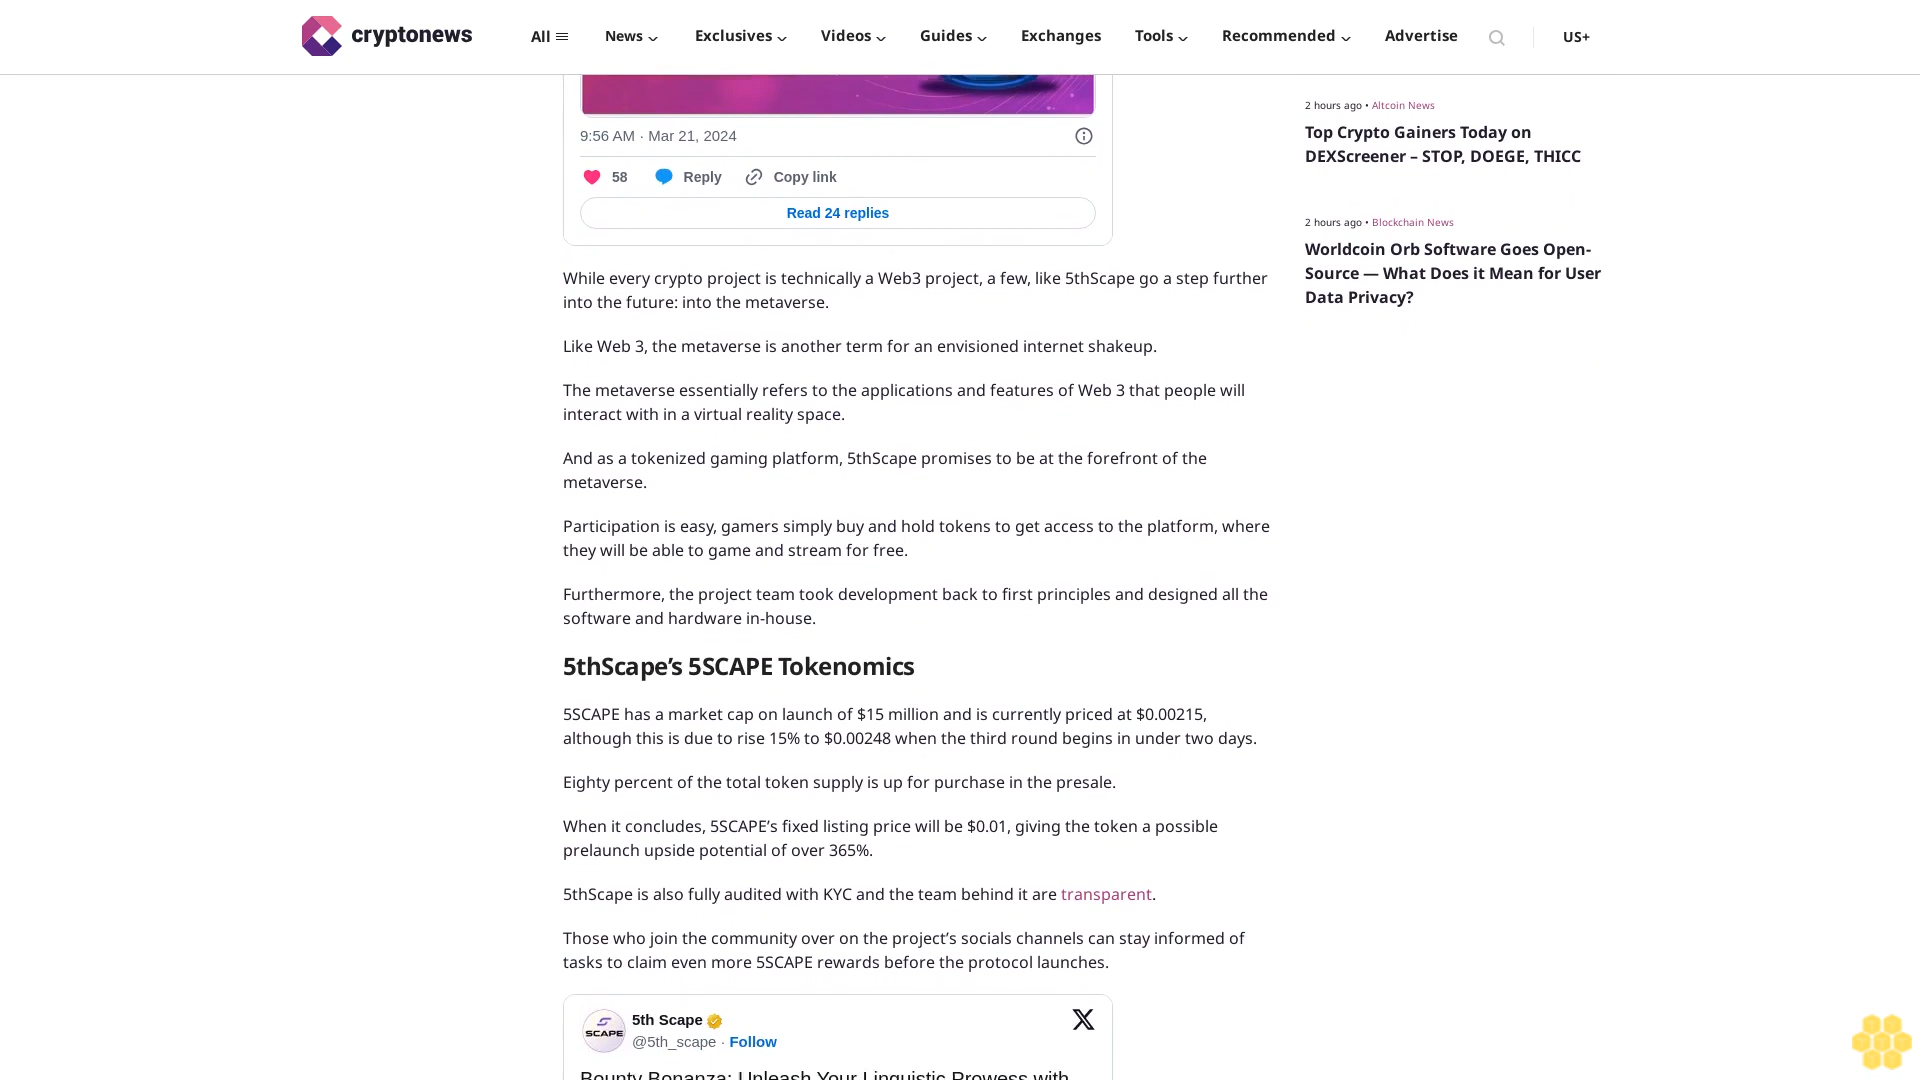 cryptonews
All
News
Exclusives
Videos
Guides
Exchanges
Tools
Recommended
Advertise
US+
9:56 AM · Mar 21, 2024
58
Reply
Copy link
Read 24 replies
While every crypto project is technically a Web3 project, a few, like 5thScape go a step further
into the future: into the metaverse.
Like Web 3, the metaverse is another term for an envisioned internet shakeup.
The metaverse essentially refers to the applications and features of Web 3 that people will
interact with in a virtual reality space.
And as a tokenized gaming platform, 5thScape promises to be at the forefront of the
metaverse.
Participation is easy, gamers simply buy and hold tokens to get access to the platform, where
they will be able to game and stream for free.
Furthermore, the project team took development back to first principles and designed all the
software and hardware in-house.
5thScape’s 5SCAPE Tokenomics
5SCAPE has a market cap on launch of $15 million and is currently priced at $0.00215,
although this is due to rise 15% to $0.00248 when the third round begins in under two days.
Eighty percent of the total token supply is up for purchase in the presale.
When it concludes, 5SCAPE’s fixed listing price will be $0.01, giving the token a possible
prelaunch upside potential of over 365%.
5thScape is also fully audited with KYC and the team behind it are transparent.
Those who join the community over on the project’s socials channels can stay informed of
tasks to claim even more 5SCAPE rewards before the protocol launches.
SCAPE
5th Scape
@5th_scape · Follow
Bounty Bonanza: Unleash Your Linguistic Prowess with
2 hours ago • Altcoin News
Top Crypto Gainers Today on
DEXScreener – STOP, DOEGE, THICC
2 hours ago • Blockchain News
Worldcoin Orb Software Goes Open-
Source — What Does it Mean for User
Data Privacy?